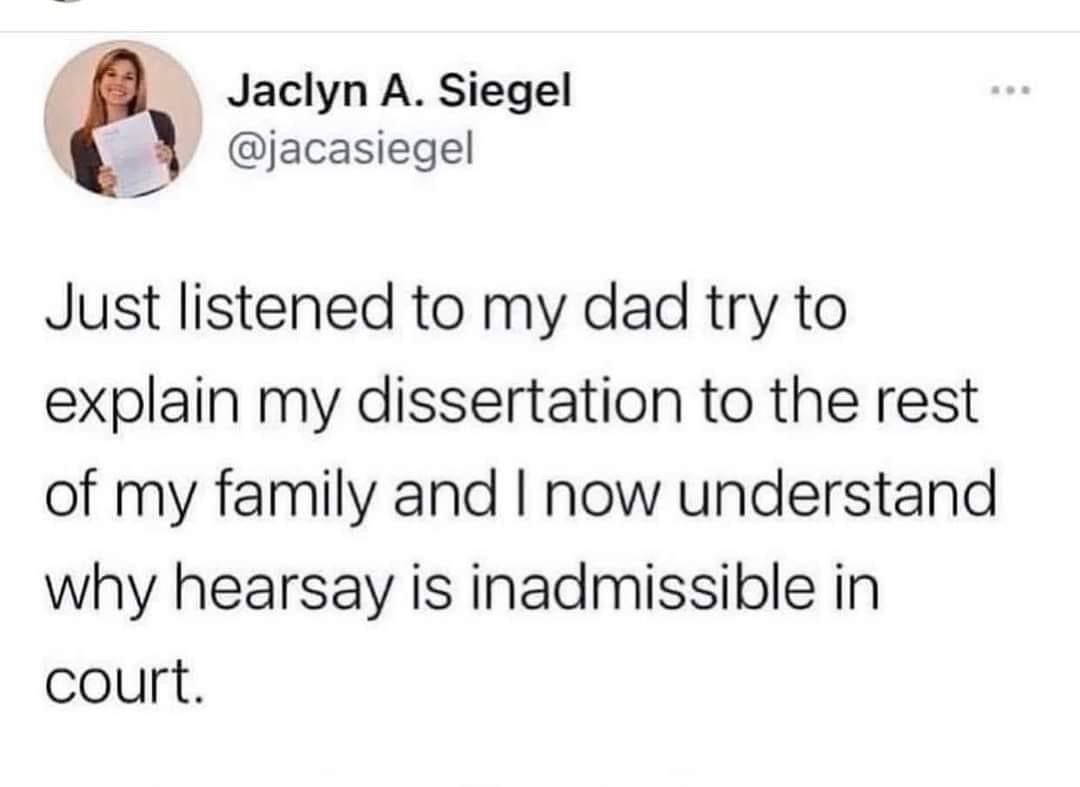 Jaclyn A. Siegel
@jacasiegel
Just listened to my dad try to
explain my dissertation to the rest
of my family and I now understand
why hearsay is inadmissible in
court.